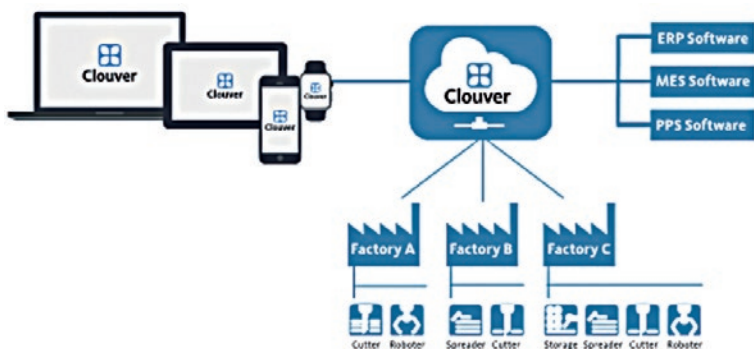 Clouver
Clouver
Clouver
Clouver
Clouver
ERP Software
MES Software
PPS Software
Factory A
Factory B
Factory C
Cutter Roboter
Spreader Cutter
Storage Spreader Cutter Roboter